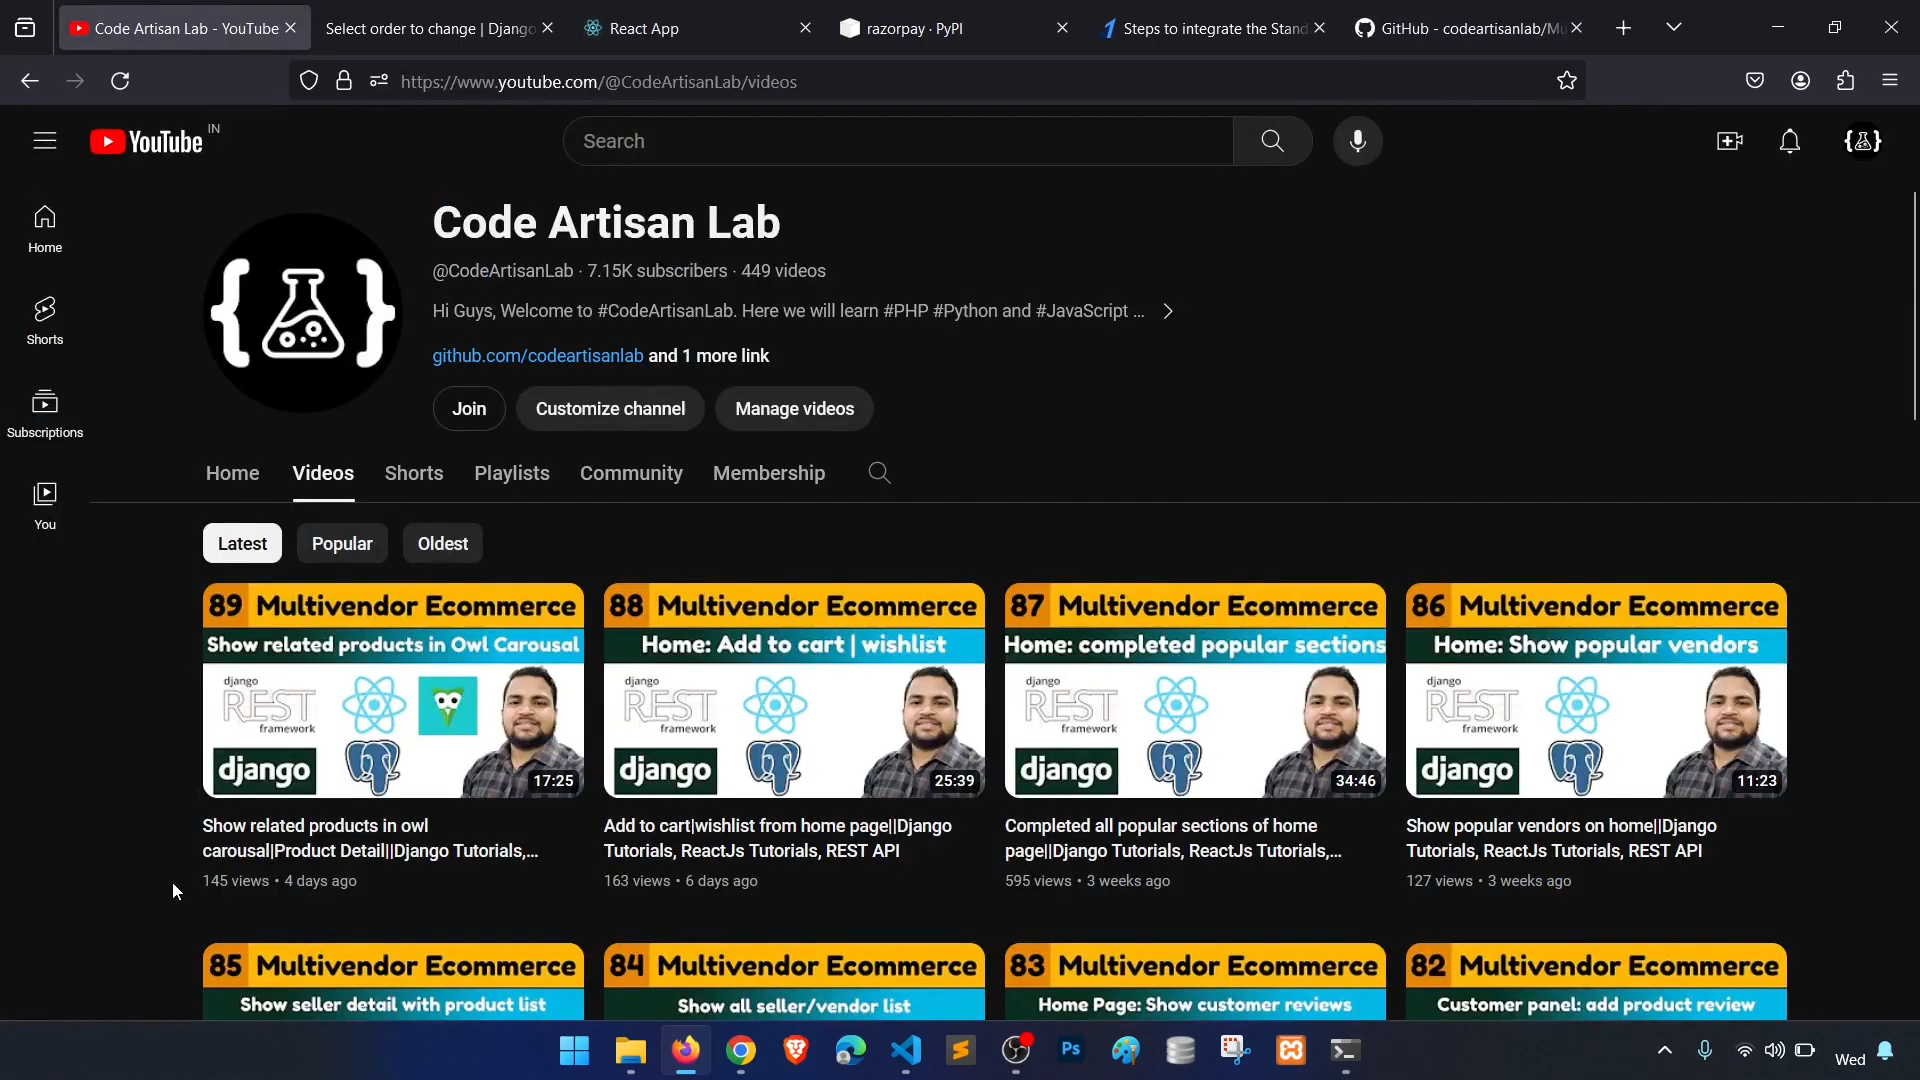 Code Artisan Lab - YouTube
Select order to change | Django
React App
razorpay · PyPI
Steps to integrate the Stand
GitHub - codeartisanlab/Mu
https://www.youtube.com/@CodeArtisanLab/videos
YouTube IN
Search
Home
Shorts
Subscriptions
You
Code Artisan Lab
@CodeArtisanLab · 7.15K subscribers · 449 videos
Hi Guys, Welcome to #CodeArtisanLab. Here we will learn #PHP #Python and #JavaScript ...
github.com/codeartisanlab and 1 more link
Join
Customize channel
Manage videos
Home
Videos
Shorts
Playlists
Community
Membership
Latest
Popular
Oldest
89 Multivendor Ecommerce
Show related products in Owl Carousal
django
REST
framework
django
17:25
Show related products in owl
carousal|Product Detail||Django Tutorials,...
145 views • 4 days ago
88 Multivendor Ecommerce
Home: Add to cart | wishlist
django
REST
framework
django
25:39
Add to cart|wishlist from home page||Django
Tutorials, ReactJs Tutorials, REST API
163 views • 6 days ago
87 Multivendor Ecommerce
Home: completed popular sections
django
REST
framework
django
34:46
Completed all popular sections of home
page||Django Tutorials, ReactJs Tutorials,...
595 views • 3 weeks ago
86 Multivendor Ecommerce
Home: Show popular vendors
django
REST
framework
django
11:23
Show popular vendors on home||Django
Tutorials, ReactJs Tutorials, REST API
127 views • 3 weeks ago
85 Multivendor Ecommerce
Show seller detail with product list
84 Multivendor Ecommerce
Show all seller/vendor list
83 Multivendor Ecommerce
Home Page: Show customer reviews
82 Multivendor Ecommerce
Customer panel: add product review
Ps
Wed